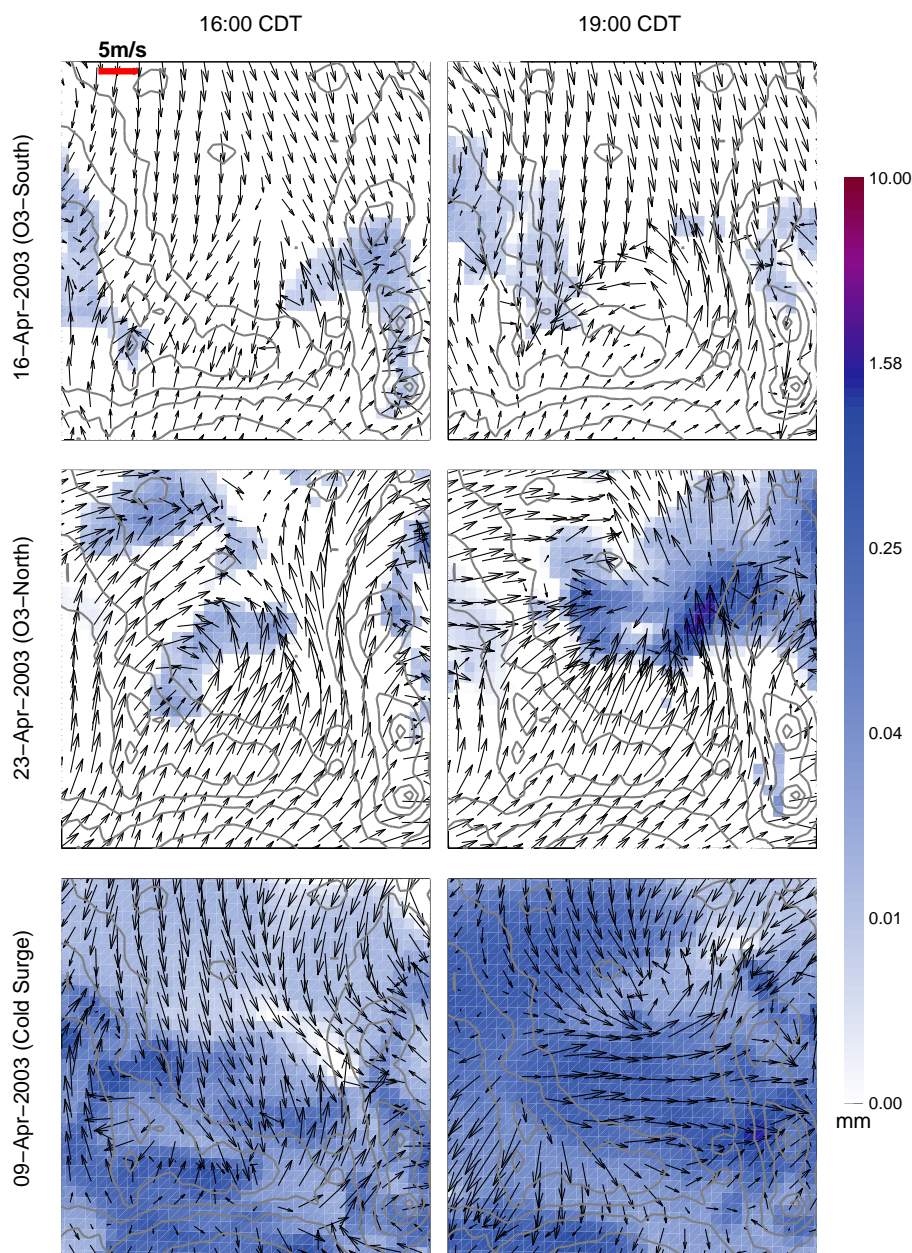 16:00 CDT
19:00 CDT
5m/s
16−Apr−2003 (O3−South)
23−Apr−2003 (O3−North)
09−Apr−2003 (Cold Surge)
10.00
1.58
0.25
0.04
0.01
0.00
mm